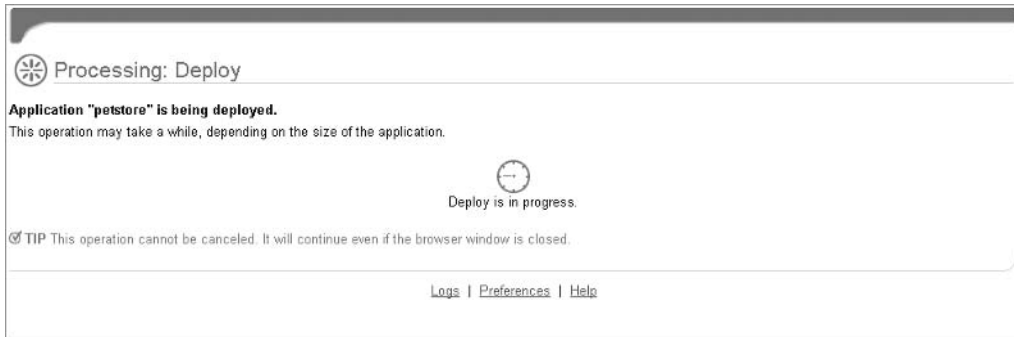 Processing: Deploy
Application "petstore" is being deployed.
This operation may take a while, depending on the size of the application.
Deploy is in progress.
TIP This operation cannot be canceled. It will continue even if the browser window is closed.
Logs | Preferences | Help